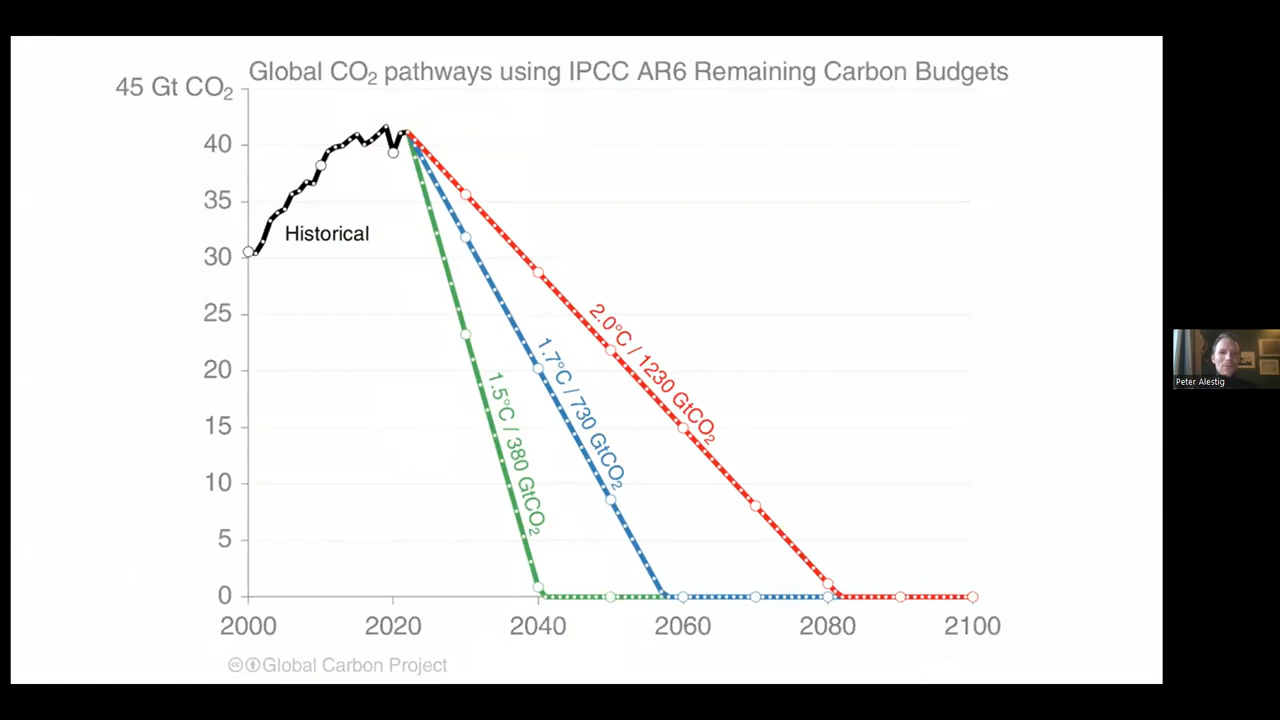 Global CO₂ pathways using IPCC AR6 Remaining Carbon Budgets
45 Gt CO₂
40
35
30
25
20
15
10
5
0
Historical
2.0°C / 1230 GtCO₂
1.7°C / 730 GtCO₂
1.5°C / 380 GtCO₂
2000
2020
2040
2060
2080
2100
Global Carbon Project
Peter Alestig